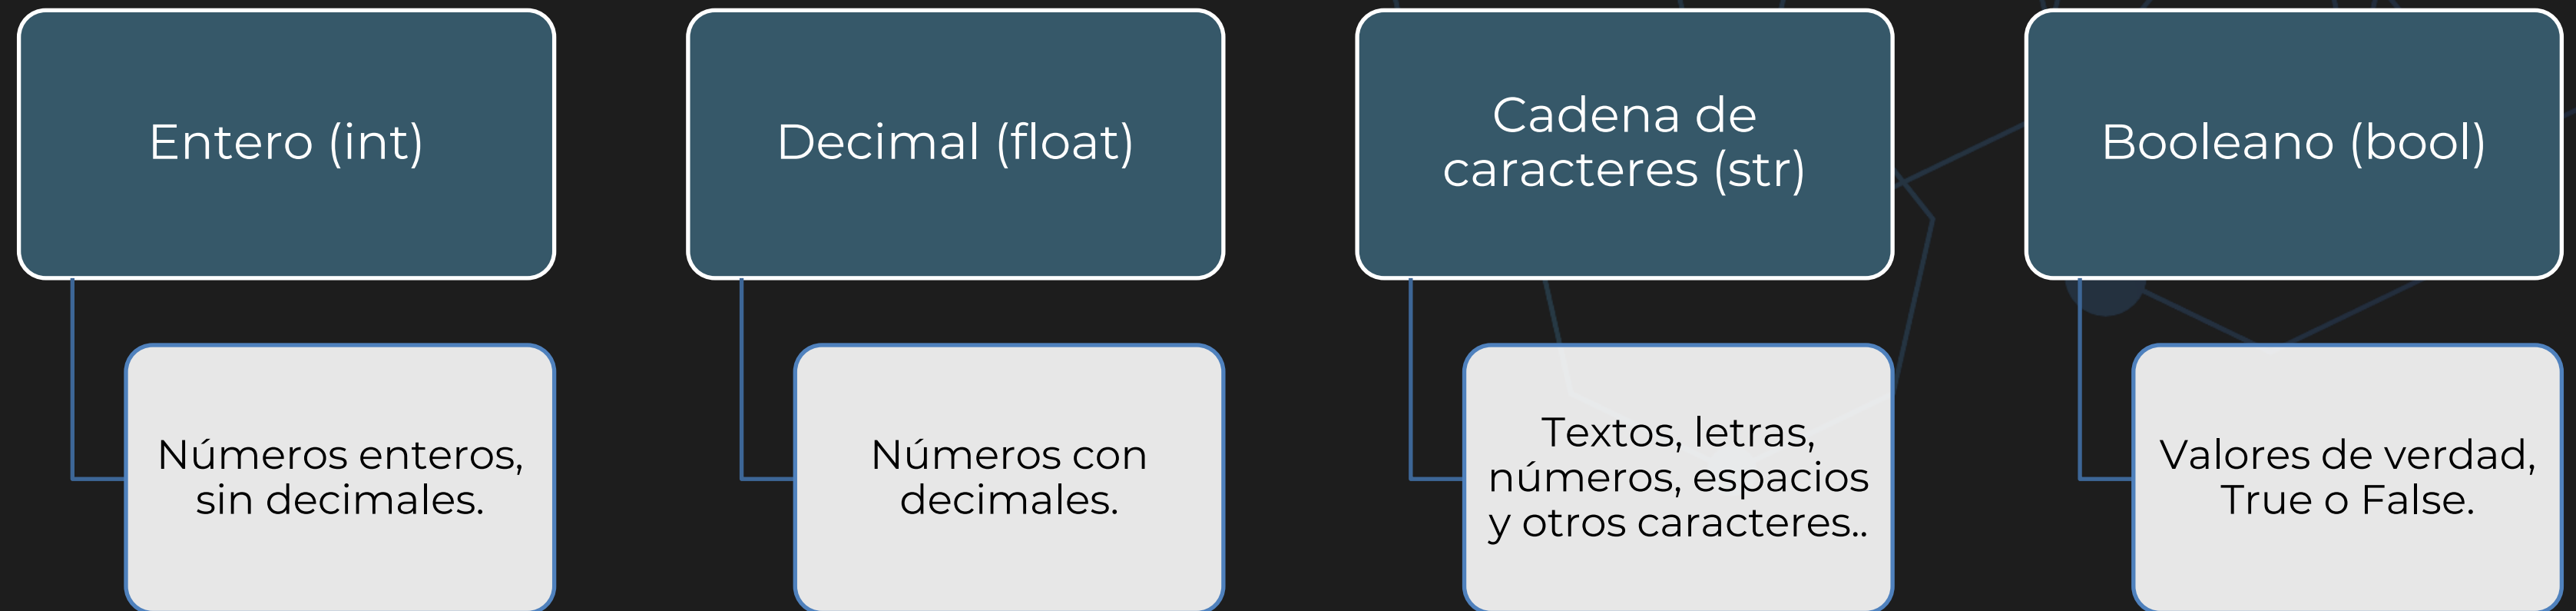 Entero (int)
Números enteros,
sin decimales.
Decimal (float)
Números con
decimales.
Cadena de
caracteres (str)
Textos, letras,
números, espacios
y otros caracteres..
Booleano (bool)
Valores de verdad,
True o False.